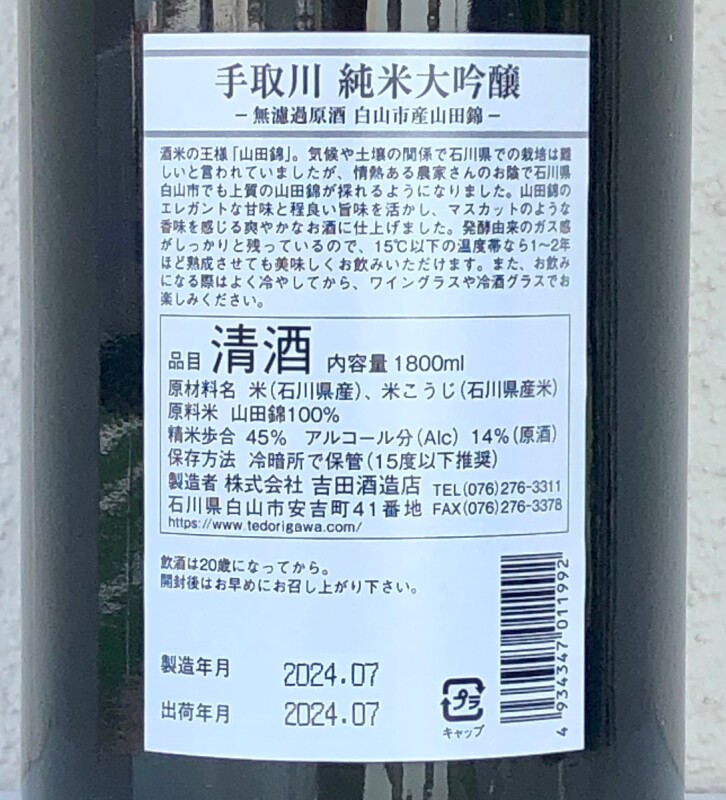 手取川 純米大吟醸
−無濾過原酒 白山市産山田錦−
酒米の王様「山田錦」。気候や土壌の関係で石川県での栽培は難
しいと言われていましたが、情熱ある農家さんのお陰で石川県
白山市でも上質の山田錦が採れるようになりました。山田錦の
エレガントな甘味と程良い旨味を活かし、マスカットのような
香味を感じる爽やかなお酒に仕上げました。発酵由来のガス感
がしっかりと残っているので、15℃以下の温度帯なら1〜2年
ほど熟成させても美味しくお飲みいただけます。また、お飲み
になる際はよく冷やしてから、ワイングラスや冷酒グラスでお
楽しみください。
品目 清酒 内容量 1800ml
原材料名 米(石川県産)、米こうじ(石川県産米)
原料米 山田錦100%
精米歩合 45% アルコール分(Alc) 14%(原酒)
保存方法 冷暗所で保管(15度以下推奨)
製造者 株式会社 吉田酒造店 TEL(076)276-3311
石川県白山市安吉町41番地 FAX(076)276-3378
https://www.tedorigawa.com/
飲酒は20歳になってから。
開封後はお早めにお召し上がり下さい。
製造年月 2024.07
出荷年月 2024.07
プラ
キャップ
4 934347 011992